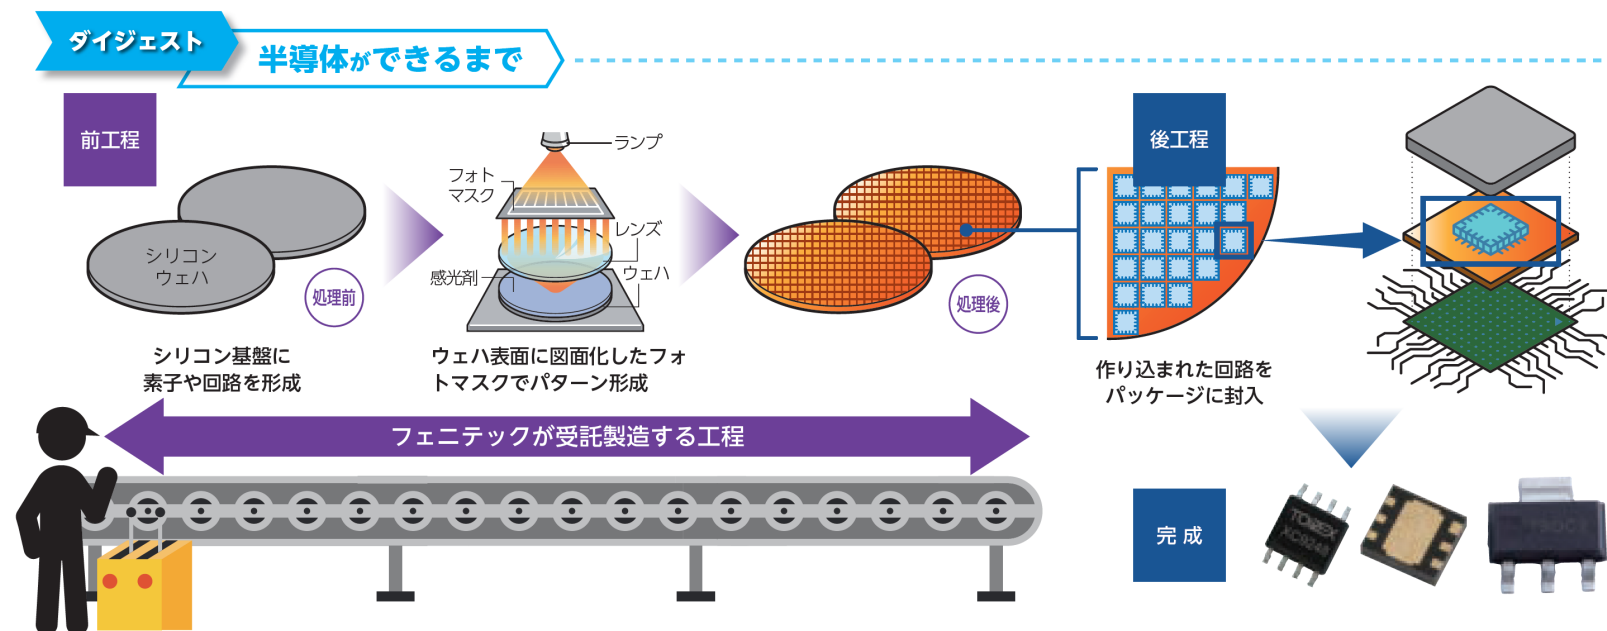 ダイジェスト
半導体ができるまで
前工程
シリコン
ウェハ
処理前
シリコン基盤に
素子や回路を形成
ランプ
フォト
マスク
レンズ
感光剤
ウェハ
ウェハ表面に図面化したフォ
トマスクでパターン形成
処理後
後工程
作り込まれた回路を
パッケージに封入
フェニテックが受託製造する工程
完成
TOREX